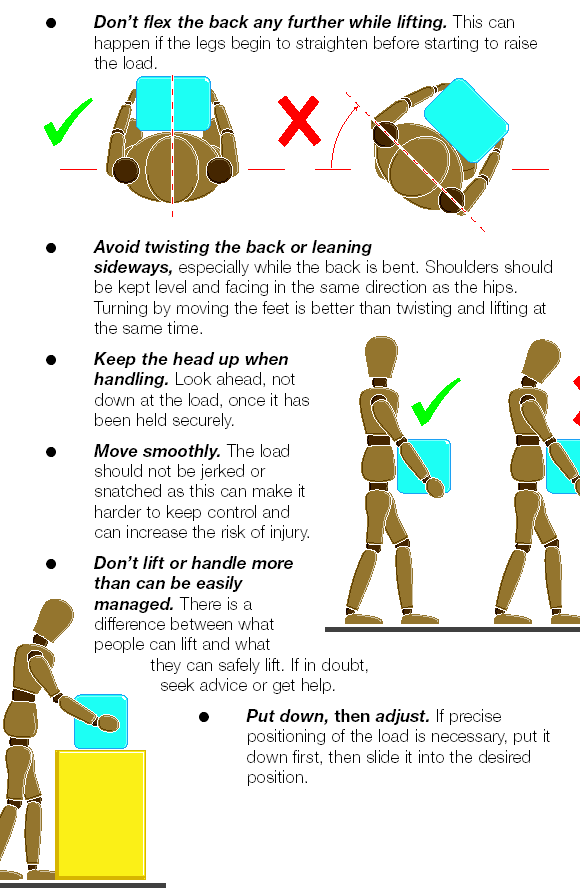 ● Don't flex the back any further while lifting. This can
happen if the legs begin to straighten before starting to raise
the load.
● Avoid twisting the back or leaning
sideways, especially while the back is bent. Shoulders should
be kept level and facing in the same direction as the hips.
Turning by moving the feet is better than twisting and lifting at
the same time.
● Keep the head up when
handling. Look ahead, not
down at the load, once it has
been held securely.
● Move smoothly. The load
should not be jerked or
snatched as this can make it
harder to keep control and
can increase the risk of injury.
● Don't lift or handle more
than can be easily
managed. There is a
difference between what
people can lift and what
they can safely lift. If in doubt,
seek advice or get help.
● Put down, then adjust. If precise
positioning of the load is necessary, put it
down first, then slide it into the desired
position.